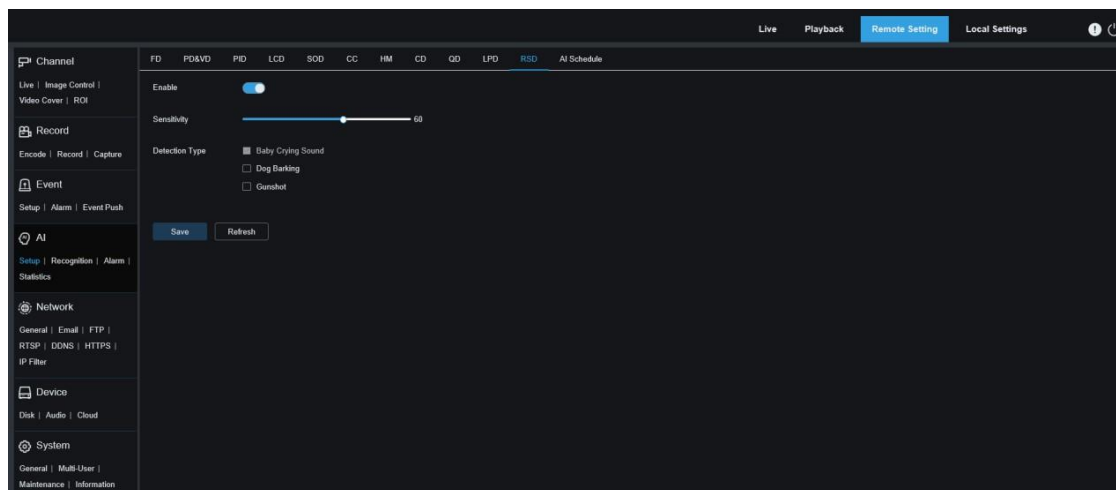 Live Playback Remote Setting Local Settings
Channel
Live | Image Control |
Video Cover | ROI
Record
Encode | Record | Capture
Event
Setup | Alarm | Event Push
AI
Setup | Recognition | Alarm |
Statistics
Network
General | Email | FTP |
RTSP | DDNS | HTTPS |
IP Filter
Device
Disk | Audio | Cloud
System
General | Multi-User |
Maintenance | Information
FD PD&VD PID LCD SOD CC HM CD QD LPD RSD AI Schedule
Enable
Sensitivity 60
Detection Type Baby Crying Sound
Dog Barking
Gunshot
Save Refresh